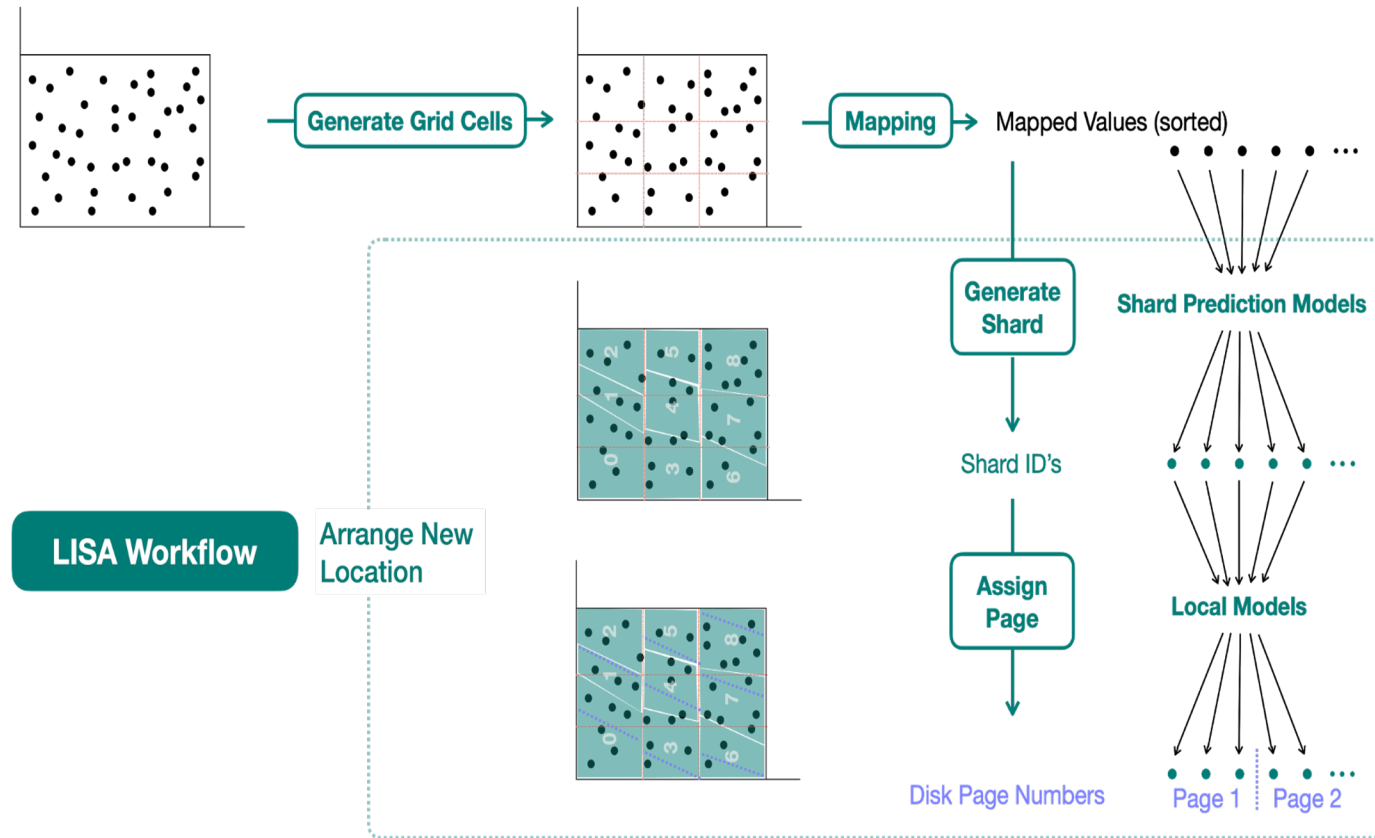 Generate Grid Cells
Mapping
Mapped Values (sorted)
Generate
Shard
Shard Prediction Models
2
5
8
1
4
7
0
3
6
Shard ID's
LISA Workflow
Arrange New
Location
Assign
Page
Local Models
2
5
8
1
4
7
0
3
6
Disk Page Numbers
Page 1
Page 2